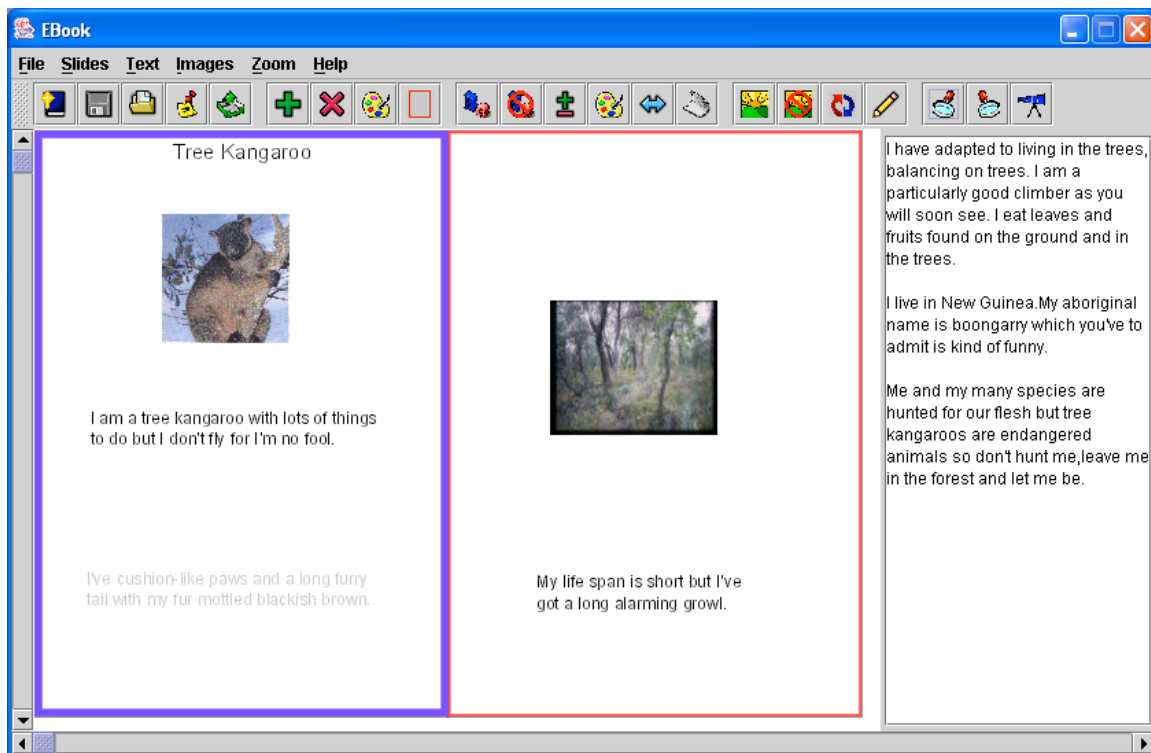 EBook
File Slides Text Images Zoom Help
Tree Kangaroo
I am a tree kangaroo with lots of things
to do but I don't fly for I'm no fool.
I've cushion-like paws and a long furry
tail with my fur mottled blackish brown.
My life span is short but I've
got a long alarming growl.
I have adapted to living in the trees,
balancing on trees. I am a
particularly good climber as you
will soon see. I eat leaves and
fruits found on the ground and in
the trees.
I live in New Guinea.My aboriginal
name is boongarry which you've to
admit is kind of funny.
Me and my many species are
hunted for our flesh but tree
kangaroos are endangered
animals so don't hunt me,leave me
in the forest and let me be.